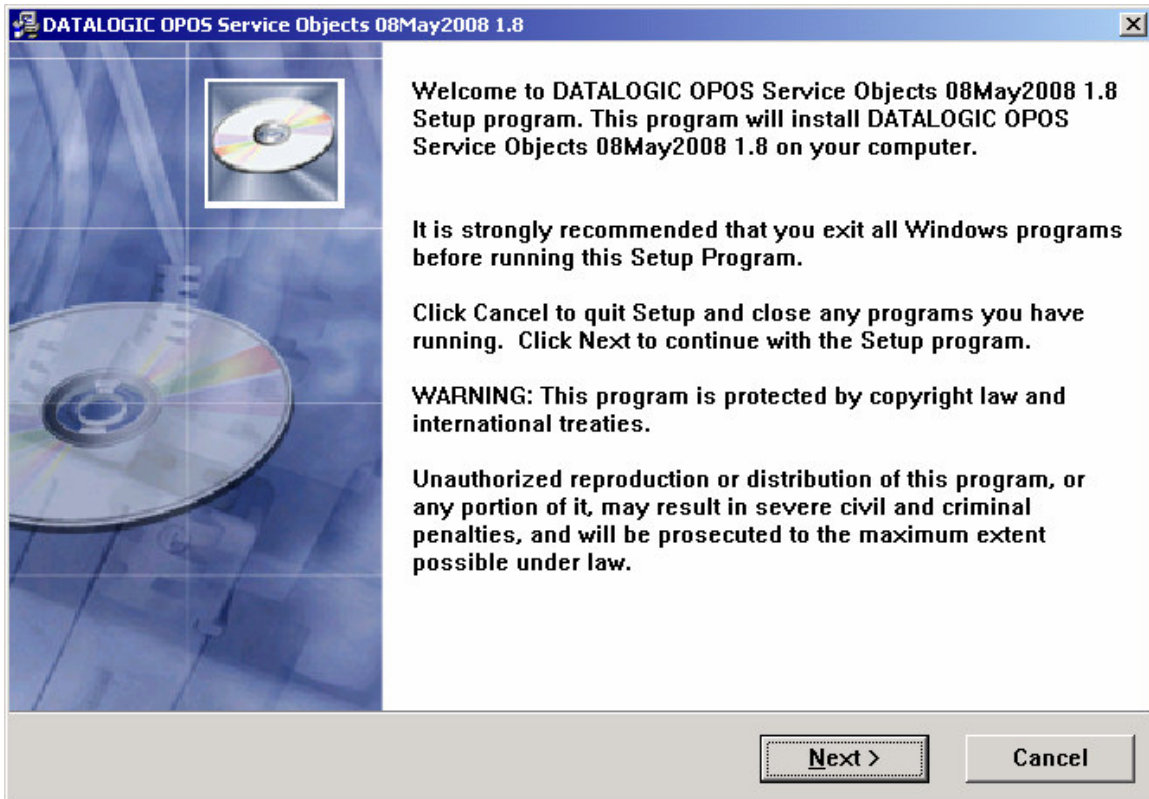 DATALOGIC OPOS Service Objects 08May2008 1.8
Welcome to DATALOGIC OPOS Service Objects 08May2008 1.8
Setup program. This program will install DATALOGIC OPOS
Service Objects 08May2008 1.8 on your computer.
It is strongly recommended that you exit all Windows programs
before running this Setup Program.
Click Cancel to quit Setup and close any programs you have
running.  Click Next to continue with the Setup program.
WARNING: This program is protected by copyright law and
international treaties.
Unauthorized reproduction or distribution of this program, or
any portion of it, may result in severe civil and criminal
penalties, and will be prosecuted to the maximum extent
possible under law.
Next >
Cancel